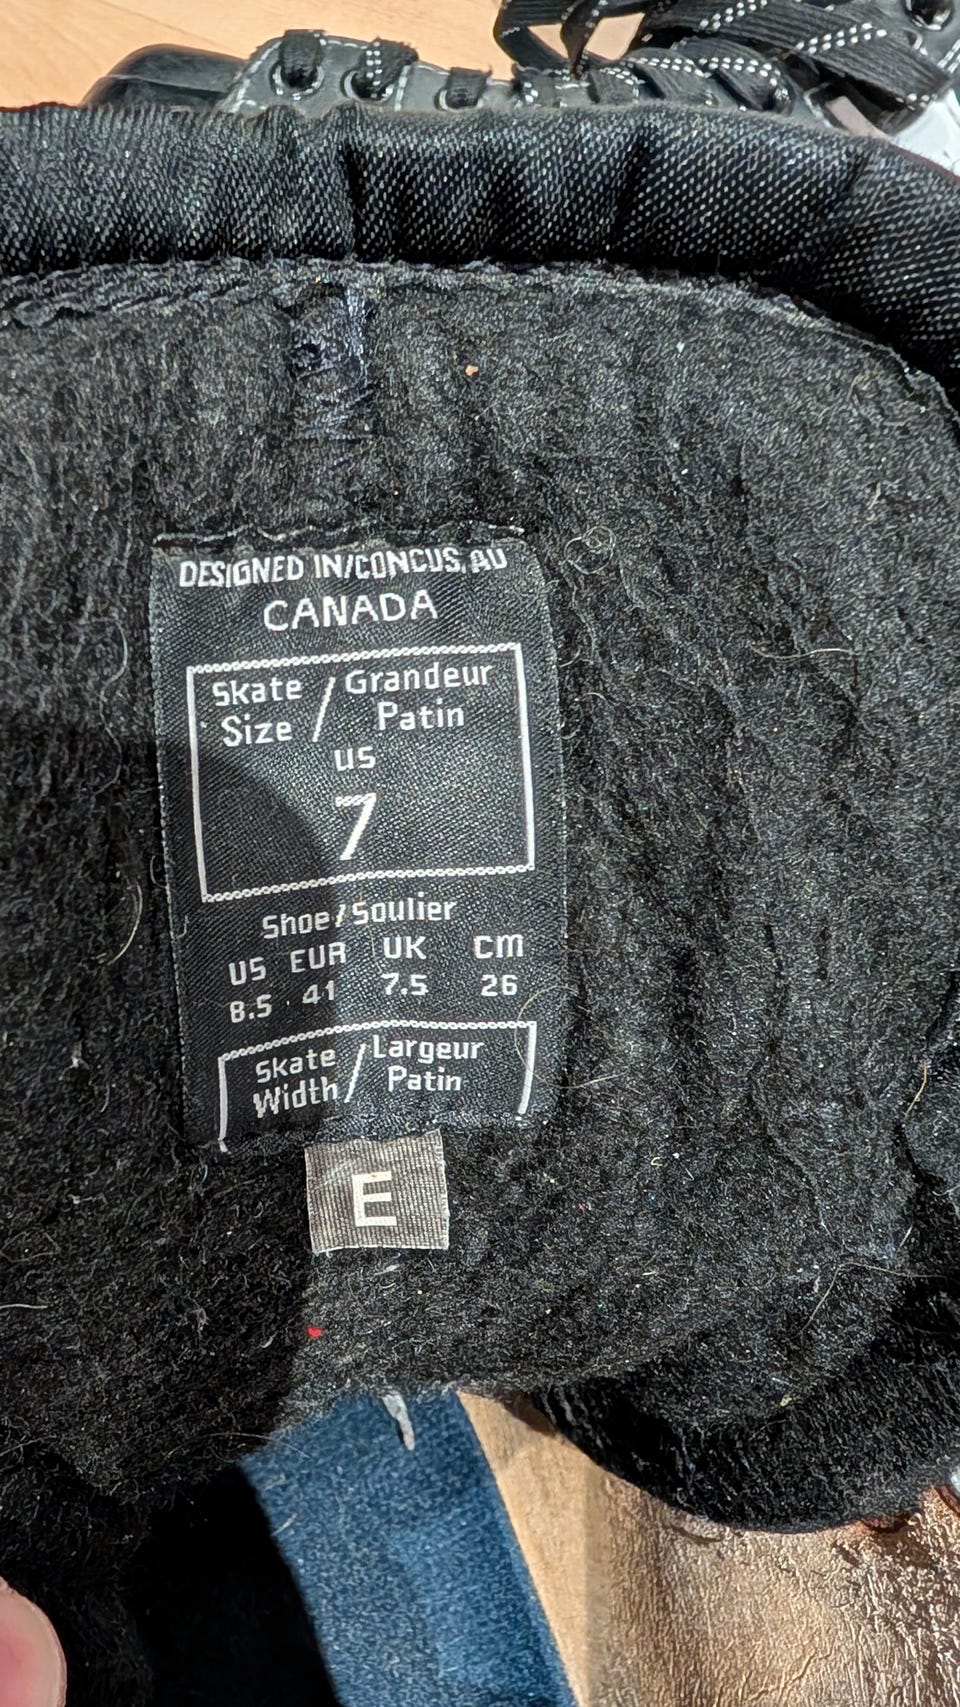 DESIGNED IN/CONCUS, AU
CANADA
Skate Size / Grandeur Patin
US
7
Shoe/Soulier
US EUR UK cm
8.5 41 7.5 26
Skate Width / Largeur Patin
E